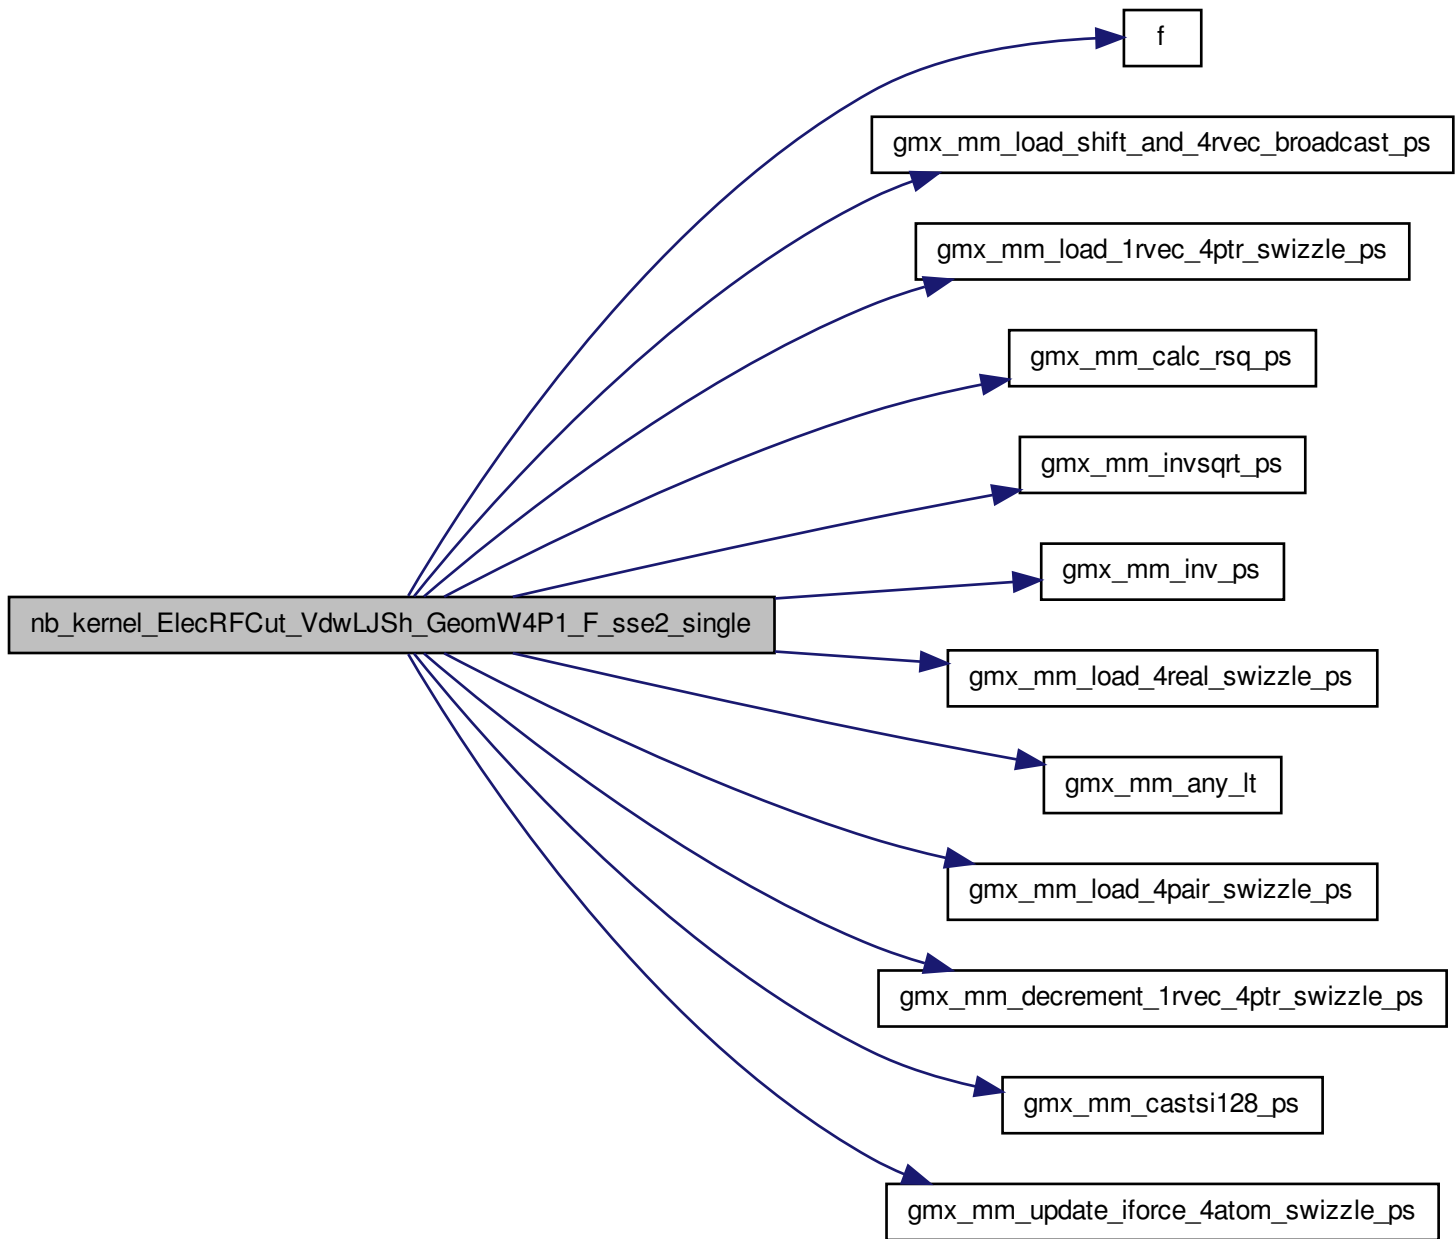 f
gmx_mm_load_shift_and_4rvec_broadcast_ps
gmx_mm_load_1rvec_4ptr_swizzle_ps
gmx_mm_calc_rsq_ps
gmx_mm_invsqrt_ps
gmx_mm_inv_ps
nb_kernel_ElecRFCut_VdwLJSh_GeomW4P1_F_sse2_single
gmx_mm_load_4real_swizzle_ps
gmx_mm_any_lt
gmx_mm_load_4pair_swizzle_ps
gmx_mm_decrement_1rvec_4ptr_swizzle_ps
gmx_mm_castsi128_ps
gmx_mm_update_iforce_4atom_swizzle_ps